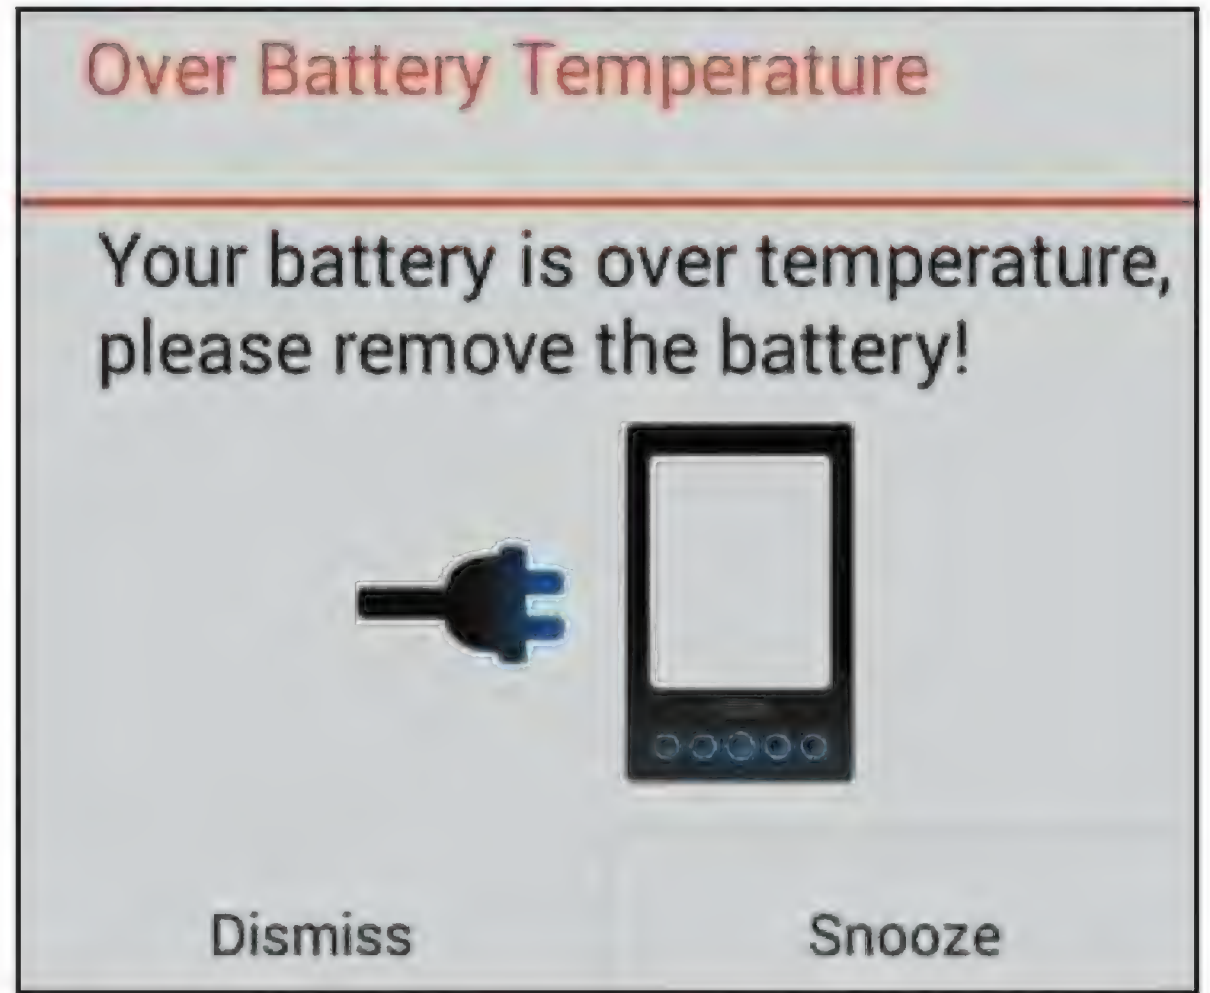 Over Battery Temperature
Your battery is over temperature,
please remove the battery!
Dismiss
Snooze